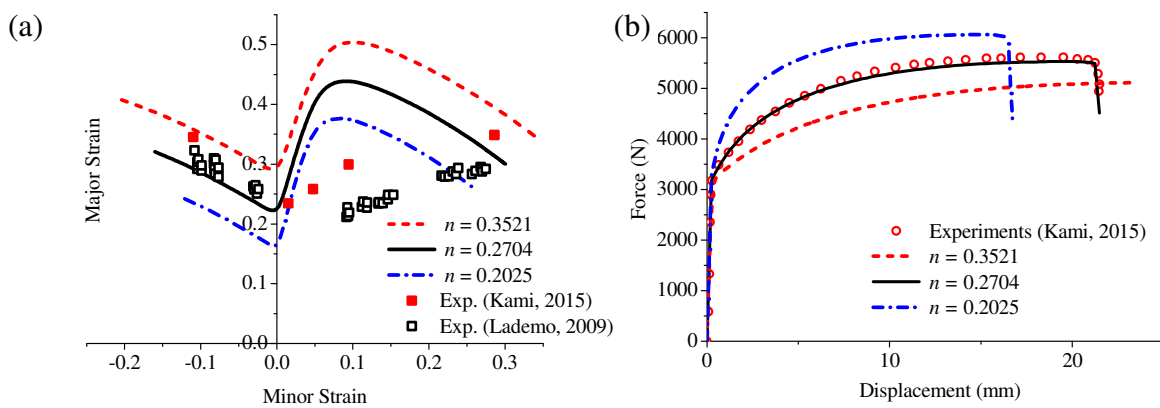 (a)
Major Strain
0.5
0.4
0.3
0.2
0.1
0.0
-0.2
-0.1
0.0
0.1
0.2
0.3
Minor Strain
n = 0.3521
n = 0.2704
n = 0.2025
Exp. (Kami, 2015)
Exp. (Lademo, 2009)
(b)
Force (N)
6000
5000
4000
3000
2000
1000
0
0
10
20
Displacement (mm)
Experiments (Kami, 2015)
n = 0.3521
n = 0.2704
n = 0.2025